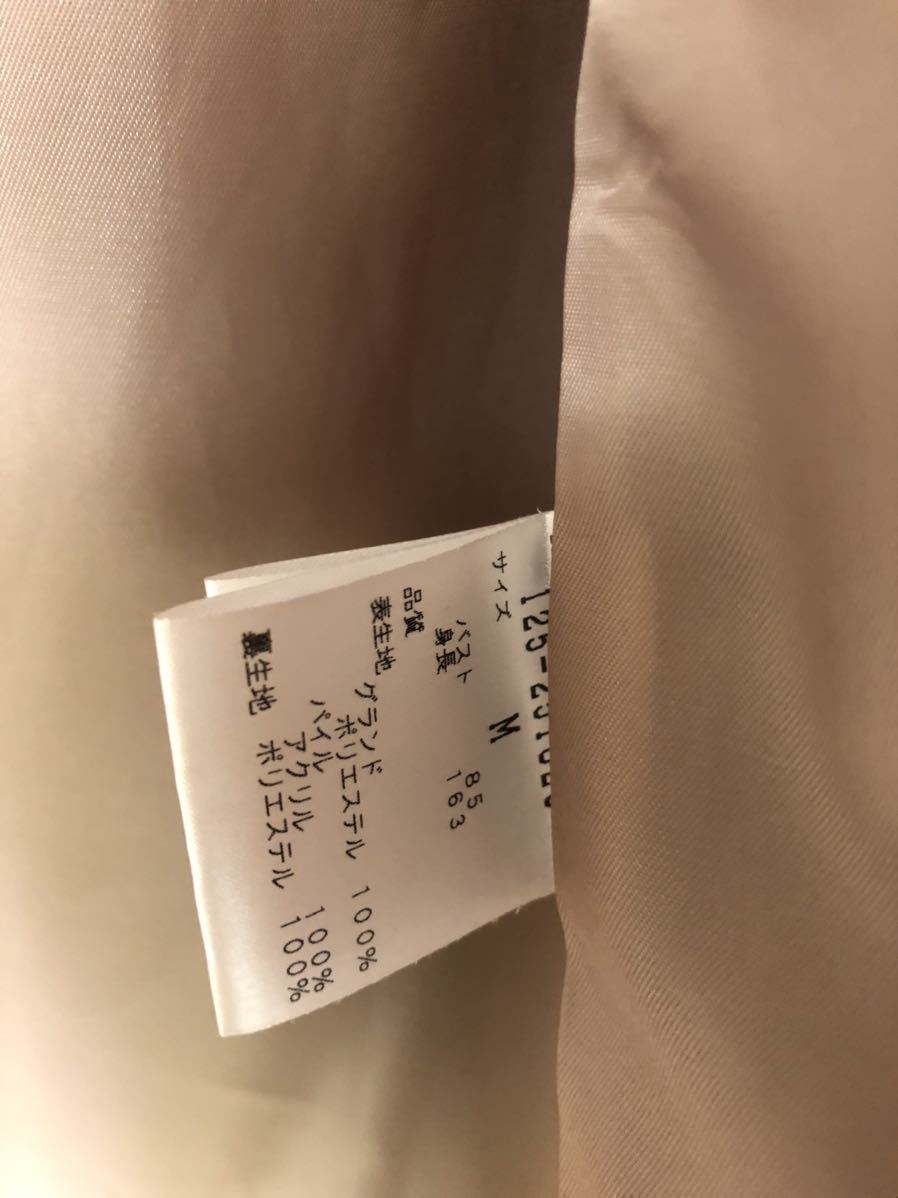 サイズ M
バスト 85
身長 163
品質
表生地 グランド
ポリエステル 100%
パイル
アクリル 100%
裏生地 ポリエステル 100%